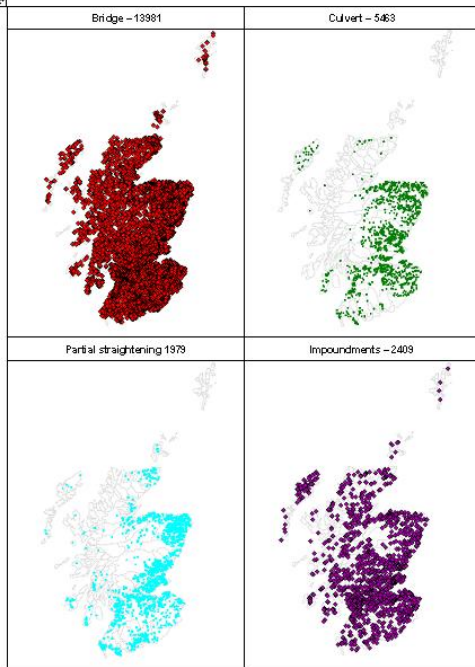 Bridge – 13981
Culvert – 5463
Partial straightening 1979
Impoundments – 2409